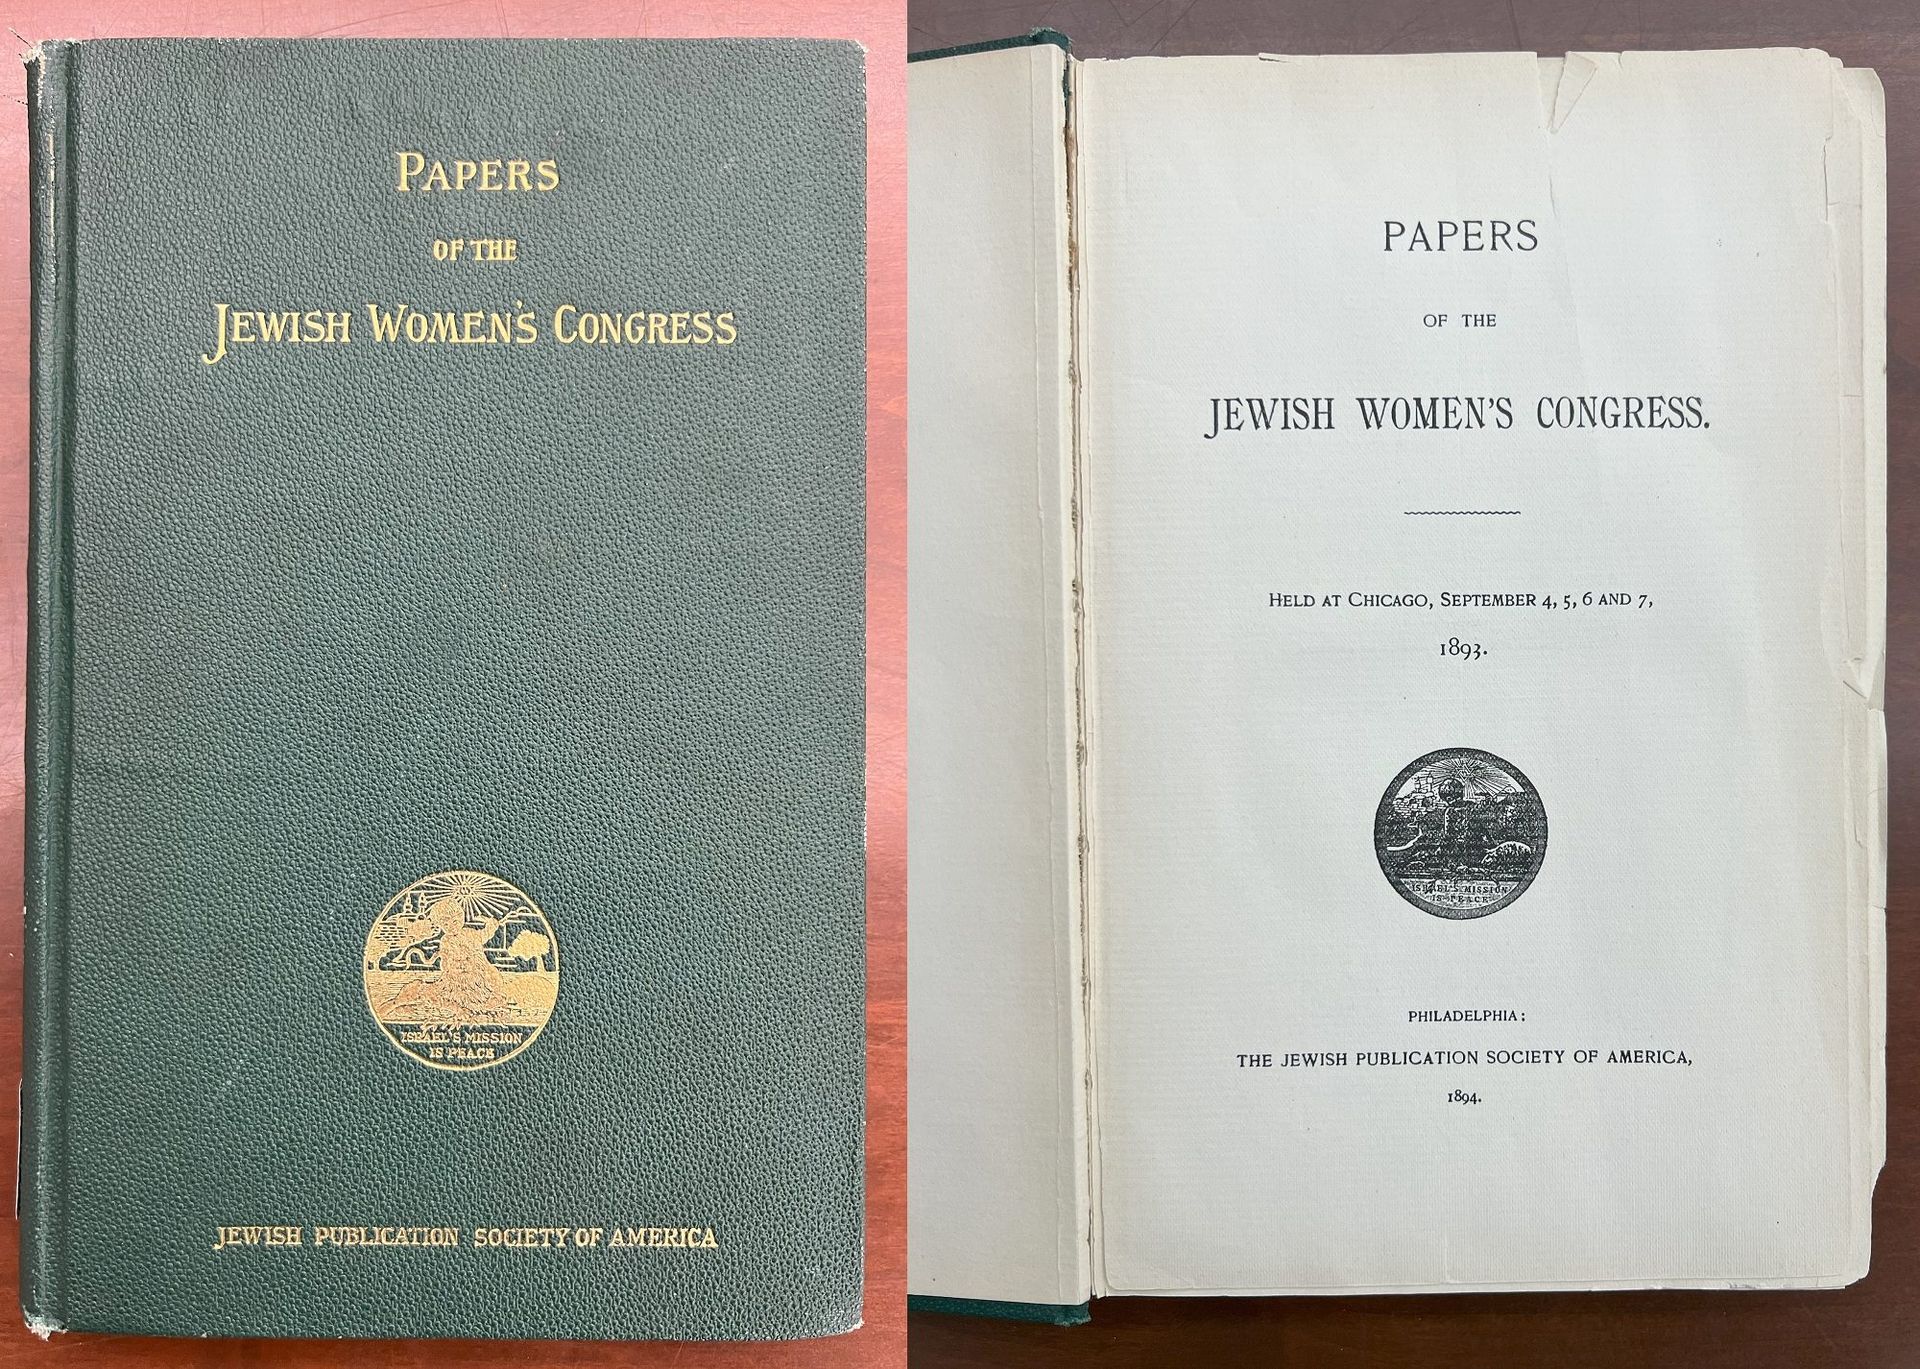 PAPERS
OF THE
JEWISH WOMEN'S CONGRESS
ISRAEL'S MISSION
IS PEACE
JEWISH PUBLICATION SOCIETY OF AMERICA
PAPERS
OF THE
JEWISH WOMEN'S CONGRESS.
HELD AT CHICAGO, SEPTEMBER 4, 5, 6 AND 7,
1893.
ISRAEL'S MISSION
IS PEACE
PHILADELPHIA:
THE JEWISH PUBLICATION SOCIETY OF AMERICA,
1894.